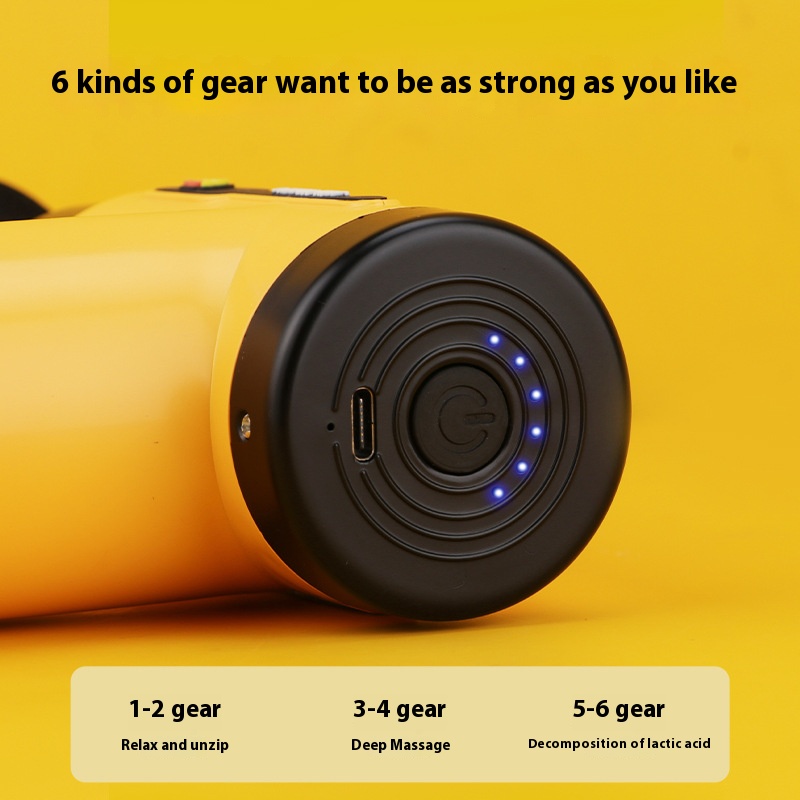 6 kinds of gear want to be as strong as you like
1-2 gear
3-4 gear
5-6 gear
Relax and unzip
Deep Massage
Decomposition of lactic acid